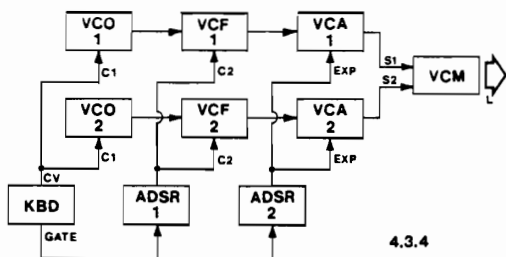 VCO 1
VCF 1
VCA 1
C1
C2
EXP
S1
S2
VCM
L
VCO 2
VCF 2
VCA 2
C1
C2
EXP
CV
KBD
ADSR 1
ADSR 2
GATE
4.3.4